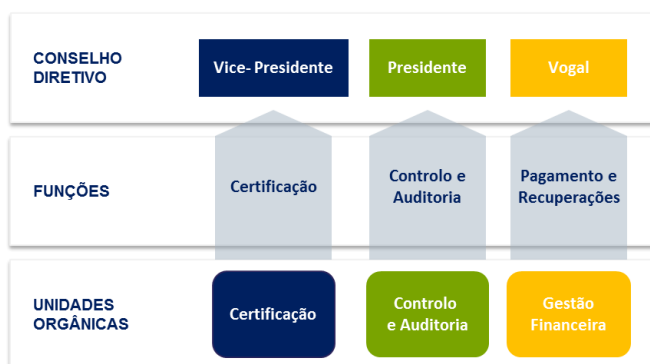 CONSELHO
DIRETIVO
Vice- Presidente
Presidente
Vogal
FUNÇÕES
Certificação
Controlo e
Auditoria
Pagamento e
Recuperações
UNIDADES
ORGÂNICAS
Certificação
Controlo
e Auditoria
Gestão
Financeira